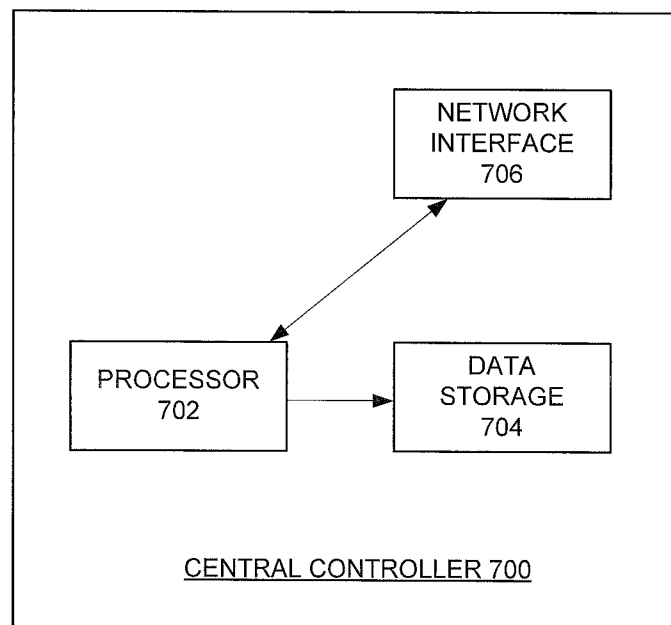 NETWORK
INTERFACE
706
PROCESSOR
702
DATA
STORAGE
704
CENTRAL CONTROLLER 700